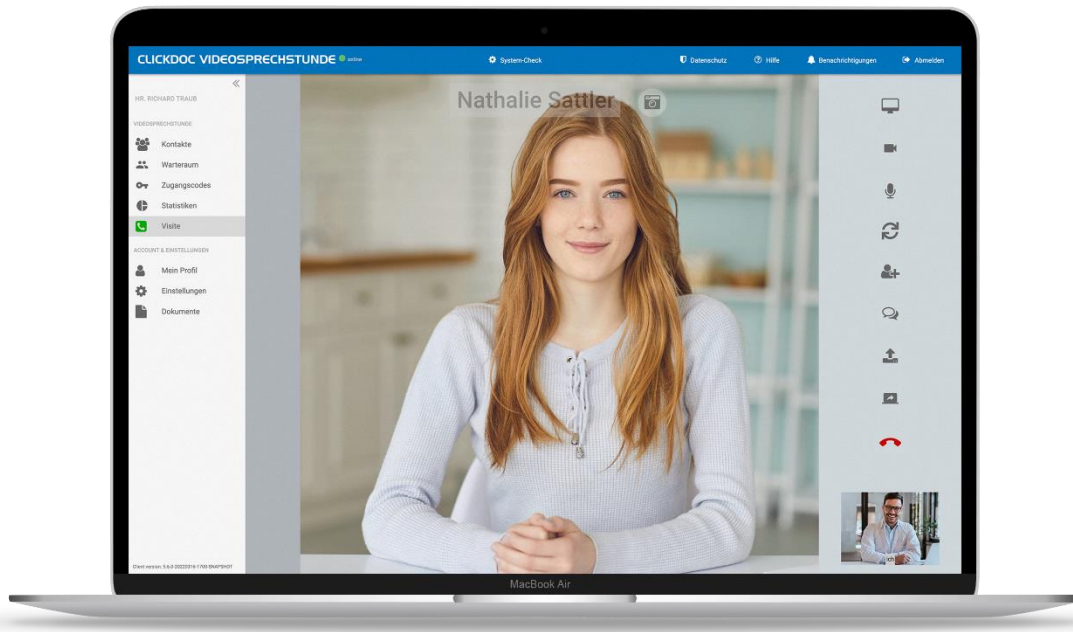 CLICKDOC VIDEOSPRECHSTUNDE online
System-Check
Datenschutz
Hilfe
Benachrichtigungen
Abmelden
HR. RICHARD TRAUB
VIDEOSPRECHSTUNDE
Kontakte
Warteraum
Zugangscodes
Statistiken
Visite
ACCOUNT & EINSTELLUNGEN
Mein Profil
Einstellungen
Dokumente
Nathalie Sattler
Ich
MacBook Air